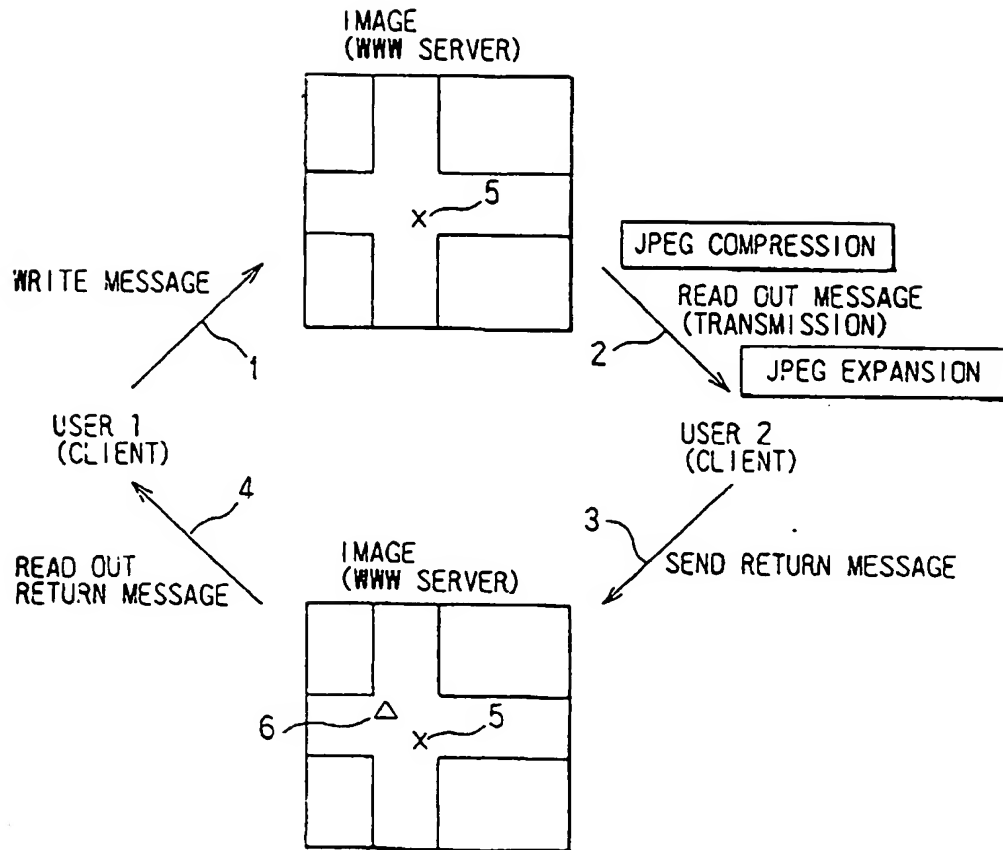 IMAGE
(WWW SERVER)
5
X
JPEG COMPRESSION
WRITE MESSAGE
READ OUT MESSAGE
(TRANSMISSION)
1
2
JPEG EXPANSION
USER 1
(CLIENT)
USER 2
(CLIENT)
4
3
IMAGE
(WWW SERVER)
SEND RETURN MESSAGE
READ OUT
RETURN MESSAGE
6
5
X